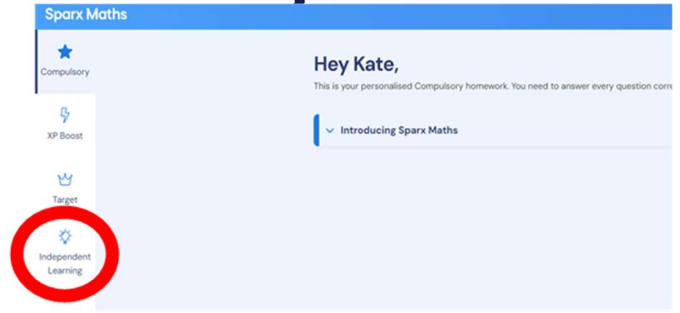 Sparx Maths
Compulsory
XP Boost
Target
Independent
Learning
Hey Kate,
This is your personalised Compulsory homework. You need to answer every question
Introducing Sparx Maths